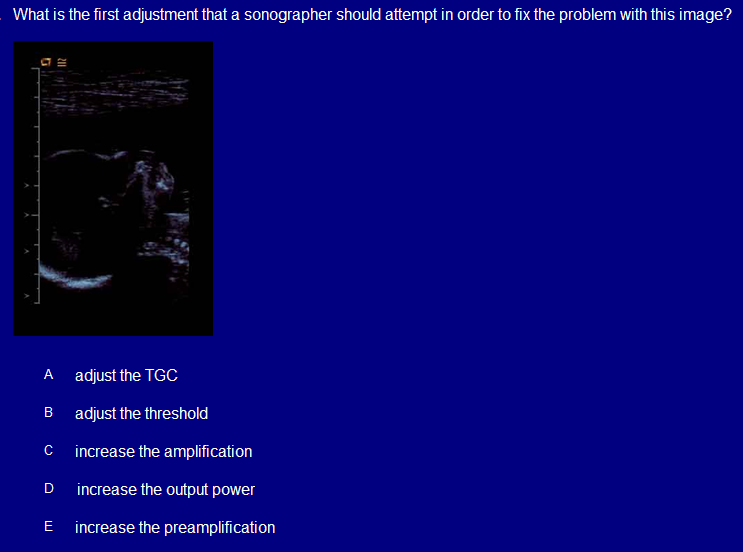 What is the first adjustment that a sonographer should attempt in order to fix the problem with this image?
A adjust the TGC
B adjust the threshold
C increase the amplification
D increase the output power
E increase the preamplification